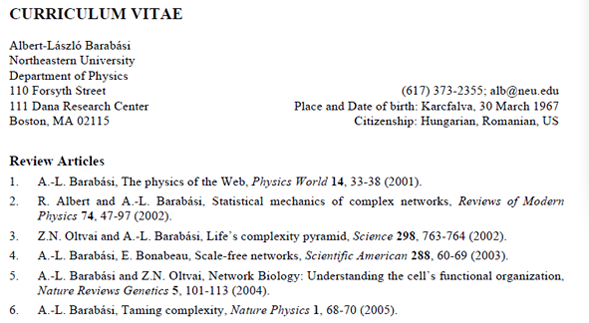 CURRICULUM VITAE
Albert-László Barabási
Northeastern University
Department of Physics
110 Forsyth Street (617) 373-2355; alb@neu.edu
111 Dana Research Center Place and Date of birth: Karcfalva, 30 March 1967
Boston, MA 02115 Citizenship: Hungarian, Romanian, US
Review Articles
1. A.-L. Barabási, The physics of the Web, Physics World 14, 33-38 (2001).
2. R. Albert and A.-L. Barabási, Statistical mechanics of complex networks, Reviews of Modern
Physics 74, 47-97 (2002).
3. Z.N. Oltvai and A.-L. Barabási, Life`s complexity pyramid, Science 298, 763-764 (2002).
4. A.-L. Barabási, E. Bonabeau, Scale-free networks, Scientific American 288, 60-69 (2003).
5. A.-L. Barabási and Z.N. Oltvai, Network Biology: Understanding the cell’s functional organization,
Nature Reviews Genetics 5, 101-113 (2004).
6. A.-L. Barabási, Taming complexity, Nature Physics 1, 68-70 (2005).